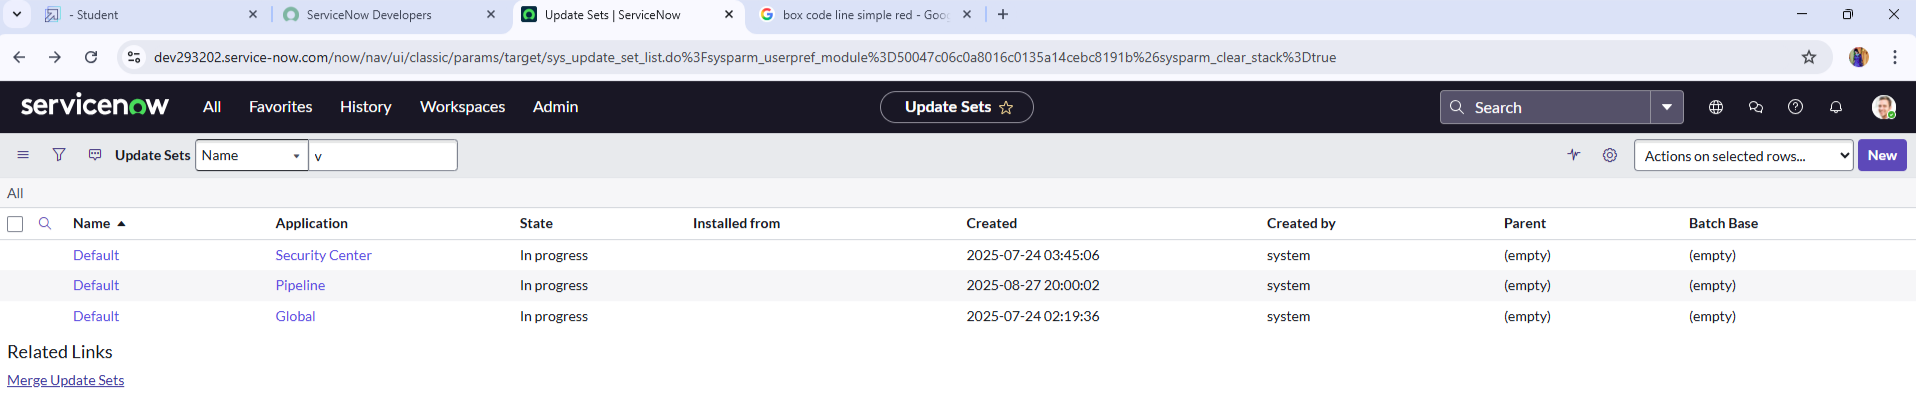 - Student
ServiceNow Developers
Update Sets | ServiceNow
box code line simple red - Goo
dev293202.service-now.com/now/nav/ui/classic/params/target/sys_update_set_list.do%3Fsysparm_userpref_module%3D50047c06c0a8016c0135a14cebc8191b%26sysparm_clear_stack%3Dtrue
servicenow All Favorites History Workspaces Admin Update Sets Search
Update Sets Name v Actions on selected rows... New
All
Name Application State Installed from Created Created by Parent Batch Base
Default Security Center In progress 2025-07-24 03:45:06 system (empty) (empty)
Default Pipeline In progress 2025-08-27 20:00:02 system (empty) (empty)
Default Global In progress 2025-07-24 02:19:36 system (empty) (empty)
Related Links
Merge Update Sets